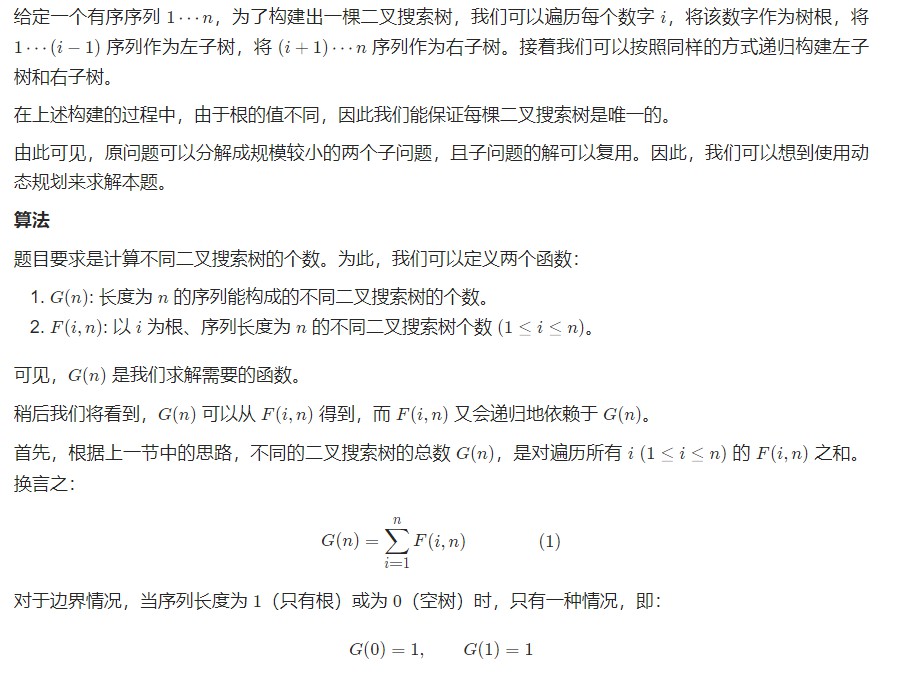 给定一个有序序列 1⋯n，为了构建出一棵二叉搜索树，我们可以遍历每个数字 i，将该数字作为树根，将
1⋯(i−1) 序列作为左子树，将 (i+1)⋯n 序列作为右子树。接着我们可以按照同样的方式递归构建左子
树和右子树。
在上述构建的过程中，由于根的值不同，因此我们能保证每棵二叉搜索树是唯一的。
由此可见，原问题可以分解成规模较小的两个子问题，且子问题的解可以复用。因此，我们可以想到使用动
态规划来求解本题。
算法
题目要求是计算不同二叉搜索树的个数。为此，我们可以定义两个函数：
1. G(n): 长度为 n 的序列能构成的不同二叉搜索树的个数。
2. F(i,n): 以 i 为根、序列长度为 n 的不同二叉搜索树个数 (1≤i≤n)。
可见，G(n) 是我们求解需要的函数。
稍后我们将看到，G(n) 可以从 F(i,n) 得到，而 F(i,n) 又会递归地依赖于 G(n)。
首先，根据上一节中的思路，不同的二叉搜索树的总数 G(n)，是对遍历所有 i (1≤i≤n) 的 F(i,n) 之和。
换言之：
G(n) = ∑_{i=1}^{n} F(i,n) (1)
对于边界情况，当序列长度为 1（只有根）或为 0（空树）时，只有一种情况，即：
G(0) = 1, G(1) = 1